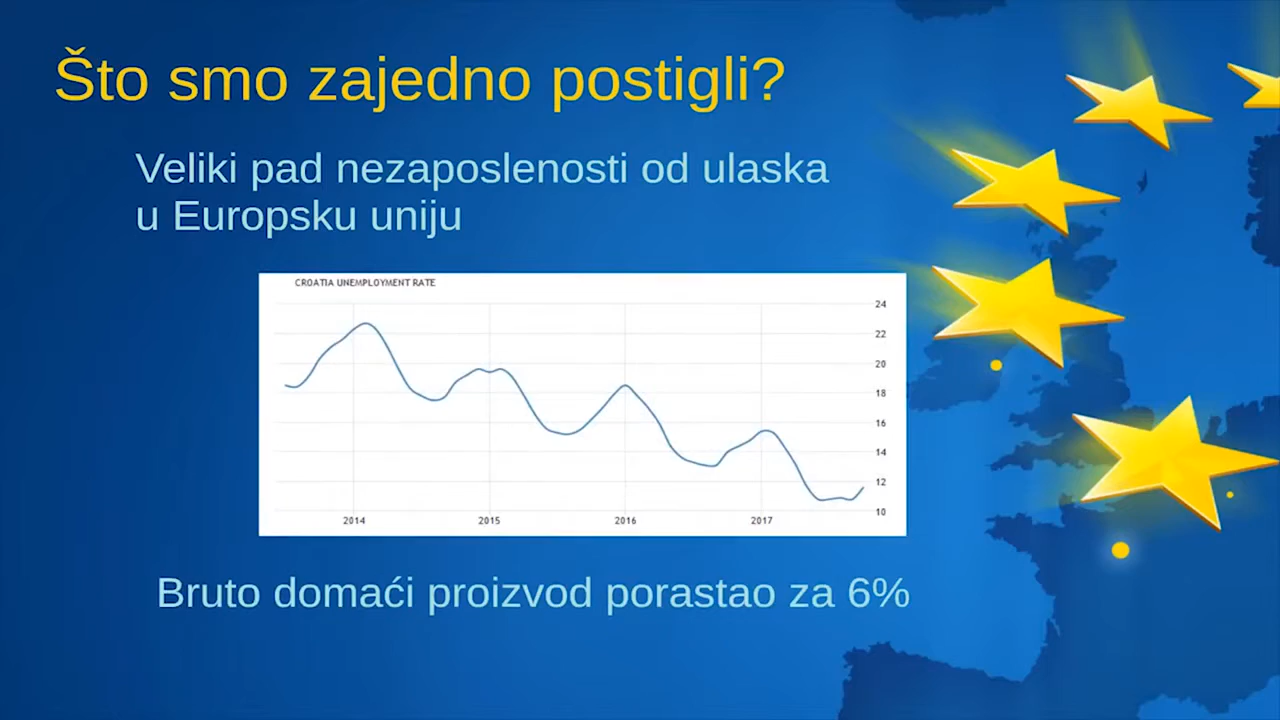 Što smo zajedno postigli?
Veliki pad nezaposlenosti od ulaska
u Europsku uniju
CROATIA UNEMPLOYMENT RATE
24
22
20
18
16
14
12
10
2014 2015 2016 2017
Bruto domaći proizvod porastao za 6%